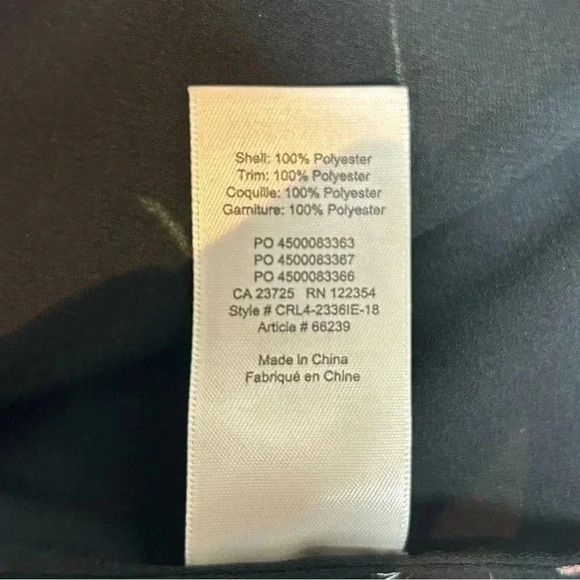 Shell: 100% Polyester
Trim: 100% Polyester
Coquille: 100% Polyester
Garniture: 100% Polyester
PO 4500083363
PO 4500083367
PO 4500083366
CA 23725 RN 122354
Style # CRL4-2336IE-18
Article # 66239
Made in China
Fabriqué en Chine